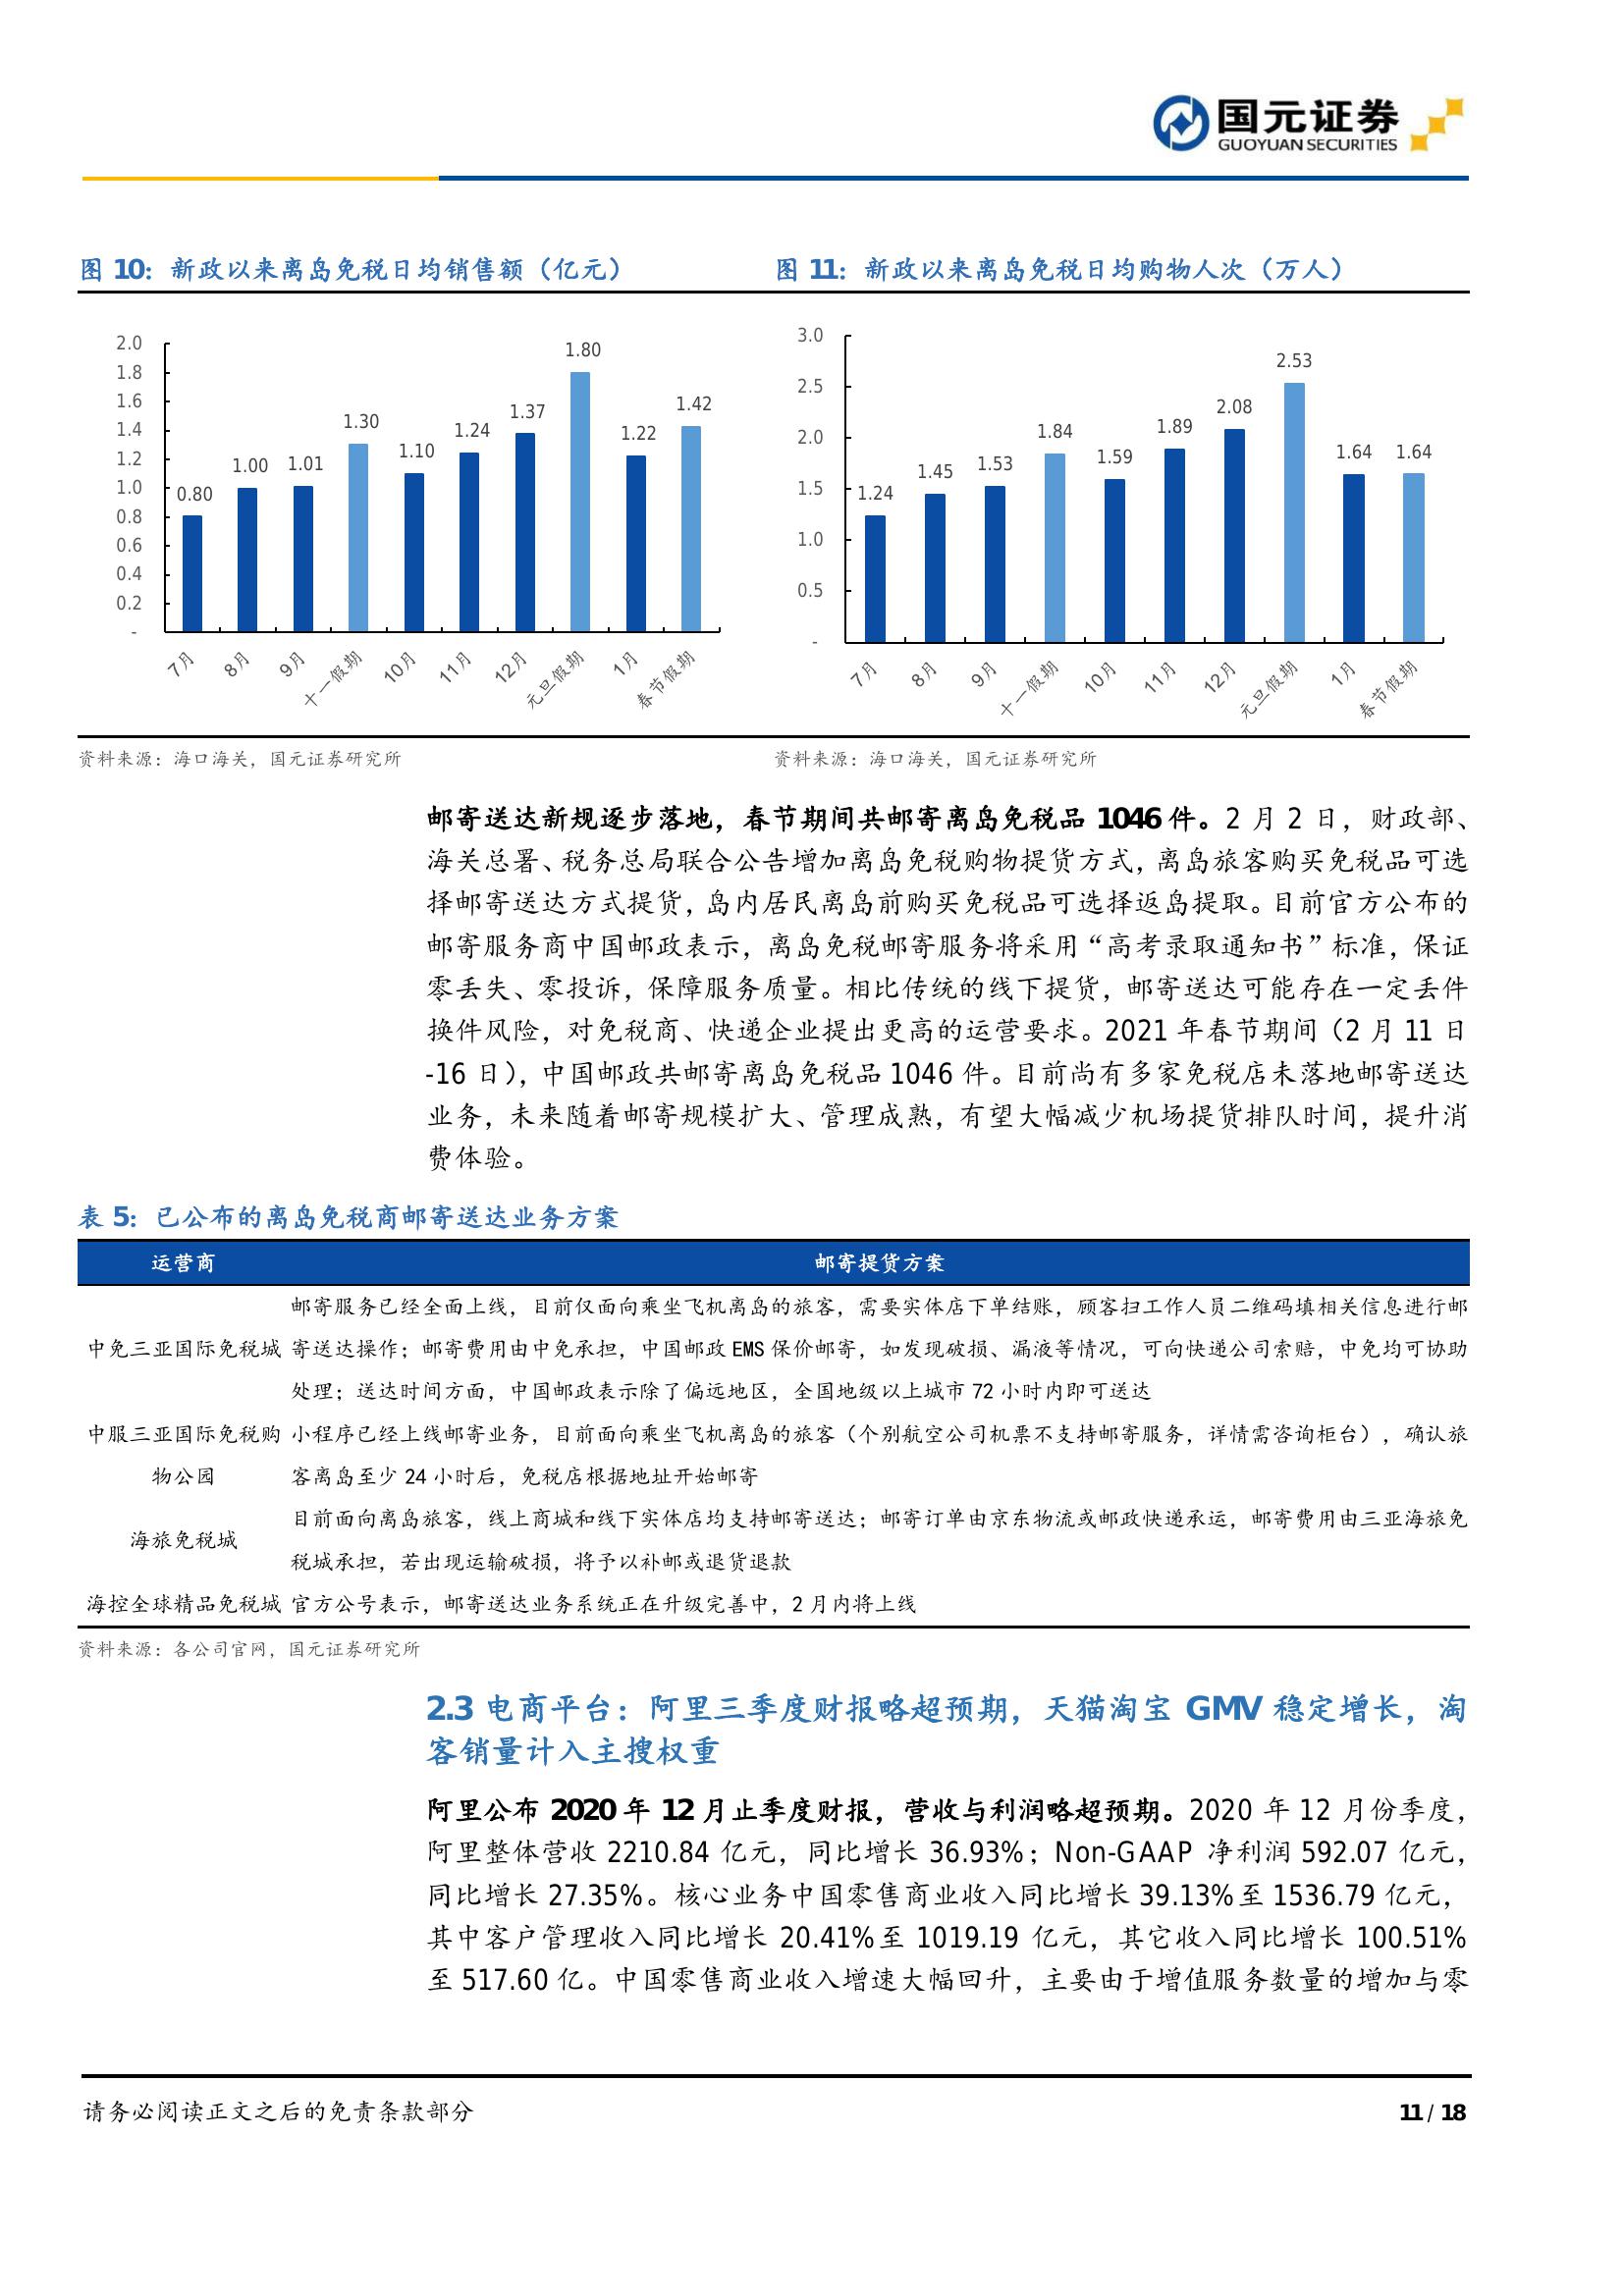 国元证券
GUOYUAN SECURITIES
图 10：新政以来离岛免税日均销售额（亿元）
2.0
1.8
1.6
1.4
1.2
1.0
0.8
0.6
0.4
0.2
-
0.80
1.00
1.01
1.30
1.10
1.24
1.37
1.80
1.22
1.42
7月
8月
9月
十一假期
10月
11月
12月
元旦假期
1月
春节假期
资料来源：海口海关，国元证券研究所
图 11：新政以来离岛免税日均购物人次（万人）
3.0
2.5
2.0
1.5
1.0
0.5
-
1.24
1.45
1.53
1.84
1.59
1.89
2.08
2.53
1.64
1.64
7月
8月
9月
十一假期
10月
11月
12月
元旦假期
1月
春节假期
资料来源：海口海关，国元证券研究所
邮寄送达新规逐步落地，春节期间共邮寄离岛免税品 1046 件。2 月 2 日，财政部、
海关总署、税务总局联合公告增加离岛免税购物提货方式，离岛旅客购买免税品可选
择邮寄送达方式提货，岛内居民离岛前购买免税品可选择返岛提取。目前官方公布的
邮寄服务商中国邮政表示，离岛免税邮寄服务将采用“高考录取通知书”标准，保证
零丢失、零投诉，保障服务质量。相比传统的线下提货，邮寄送达可能存在一定丢件
换件风险，对免税商、快递企业提出更高的运营要求。2021 年春节期间（2 月 11 日
-16 日），中国邮政共邮寄离岛免税品 1046 件。目前尚有多家免税店未落地邮寄送达
业务，未来随着邮寄规模扩大、管理成熟，有望大幅减少机场提货排队时间，提升消
费体验。
表 5：已公布的离岛免税商邮寄送达业务方案
运营商 邮寄提货方案
邮寄服务已经全面上线，目前仅面向乘坐飞机离岛的旅客，需要实体店下单结账，顾客扫工作人员二维码填相关信息进行邮
中免三亚国际免税城 寄送达操作；邮寄费用由中免承担，中国邮政 EMS 保价邮寄，如发现破损、漏液等情况，可向快递公司索赔，中免均可协助
处理；送达时间方面，中国邮政表示除了偏远地区，全国地级以上城市 72 小时内即可送达
中服三亚国际免税购 小程序已经上线邮寄业务，目前面向乘坐飞机离岛的旅客（个别航空公司机票不支持邮寄服务，详情需咨询柜台），确认旅
物公园 客离岛至少 24 小时后，免税店根据地址开始邮寄
目前面向离岛旅客，线上商城和线下实体店均支持邮寄送达；邮寄订单由京东物流或邮政快递承运，邮寄费用由三亚海旅免
海旅免税城
税城承担，若出现运输破损，将予以补邮或退货退款
海控全球精品免税城 官方公号表示，邮寄送达业务系统正在升级完善中，2 月内将上线
资料来源：各公司官网，国元证券研究所
2.3 电商平台：阿里三季度财报略超预期，天猫淘宝 GMV 稳定增长，淘
客销量计入主搜权重
阿里公布 2020 年 12 月止季度财报，营收与利润略超预期。2020 年 12 月份季度，
阿里整体营收 2210.84 亿元，同比增长 36.93%；Non-GAAP 净利润 592.07 亿元，
同比增长 27.35%。核心业务中国零售商业收入同比增长 39.13%至 1536.79 亿元，
其中客户管理收入同比增长 20.41%至 1019.19 亿元，其它收入同比增长 100.51%
至 517.60 亿。中国零售商业收入增速大幅回升，主要由于增值服务数量的增加与零
请务必阅读正文之后的免责条款部分
11 / 18